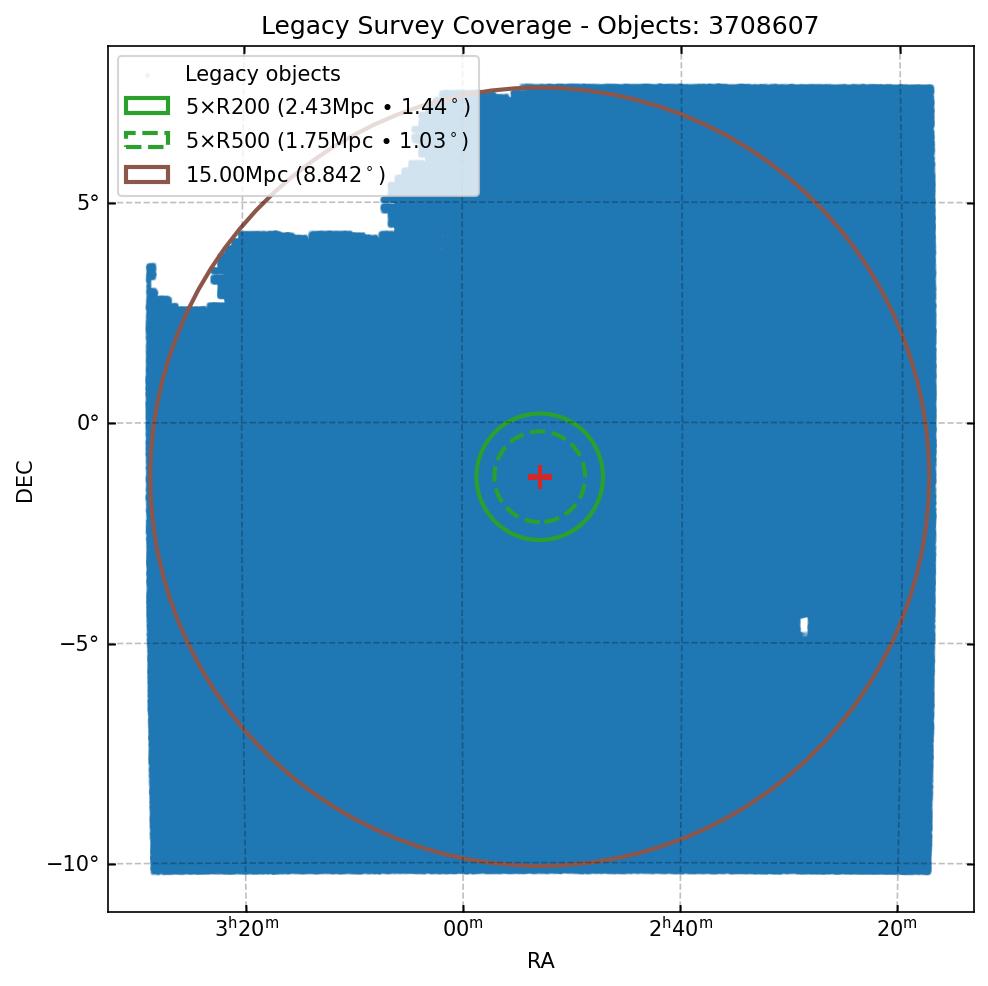 Legacy Survey Coverage - Objects: 3708607
Legacy objects
5×R200 (2.43Mpc • 1.44°)
5×R500 (1.75Mpc • 1.03°)
15.00Mpc (8.842°)
5°
0°
−5°
−10°
DEC
3h20m
00m
2h40m
20m
RA